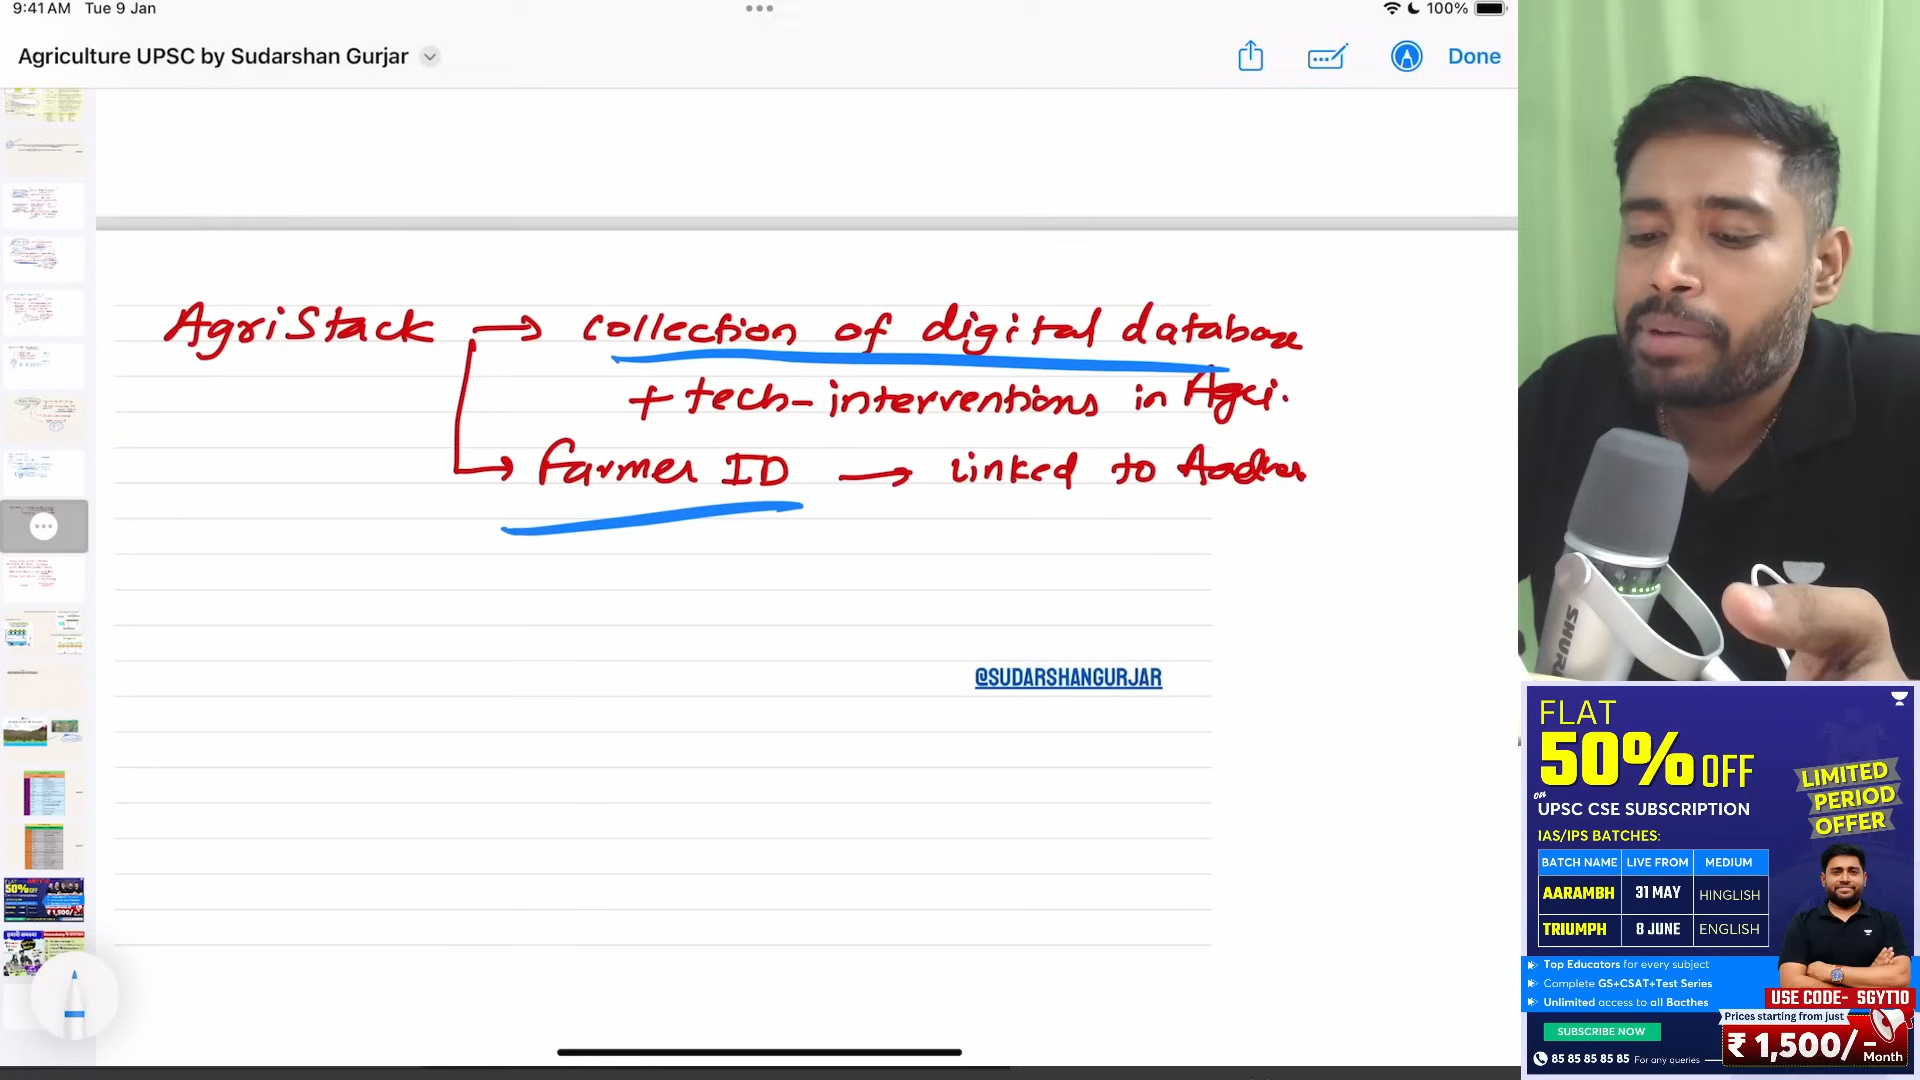 9:41 AM Tue 9 Jan
100%
Agriculture UPSC by Sudarshan Gurjar
Done
AgriStack → collection of digital database
+ tech-interventions in Agri.
→ Farmer ID → linked to Aadhar
@SUDARSHANGURJAR
SHURE
FLAT
50% OFF
on
UPSC CSE SUBSCRIPTION
LIMITED
PERIOD
OFFER
IAS/IPS BATCHES:
BATCH NAME LIVE FROM MEDIUM
AARAMBH 31 MAY HINGLISH
TRIUMPH 8 JUNE ENGLISH
Top Educators for every subject
Complete GS+CSAT+Test Series
Unlimited access to all Bacthes
USE CODE- SGYT10
SUBSCRIBE NOW
Prices starting from just
₹ 1,500/- Month
85 85 85 85 85 For any queries